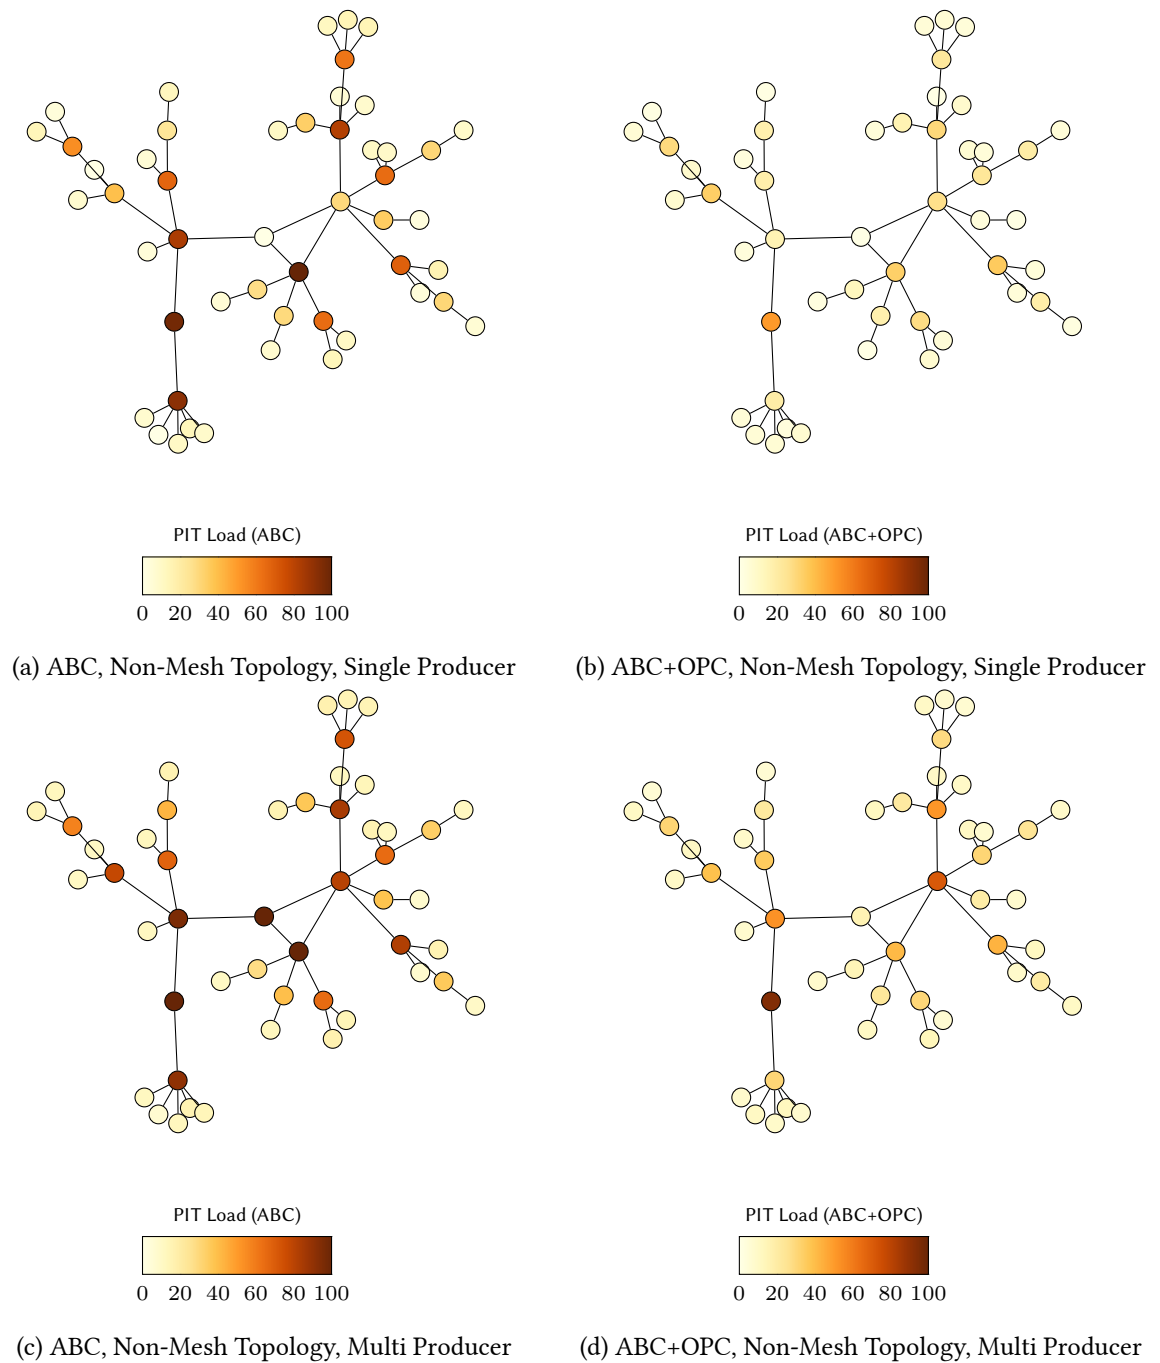 PIT Load (ABC)
0 20 40 60 80 100
PIT Load (ABC+OPC)
0 20 40 60 80 100
(a) ABC, Non-Mesh Topology, Single Producer
(b) ABC+OPC, Non-Mesh Topology, Single Producer
PIT Load (ABC)
0 20 40 60 80 100
PIT Load (ABC+OPC)
0 20 40 60 80 100
(c) ABC, Non-Mesh Topology, Multi Producer
(d) ABC+OPC, Non-Mesh Topology, Multi Producer